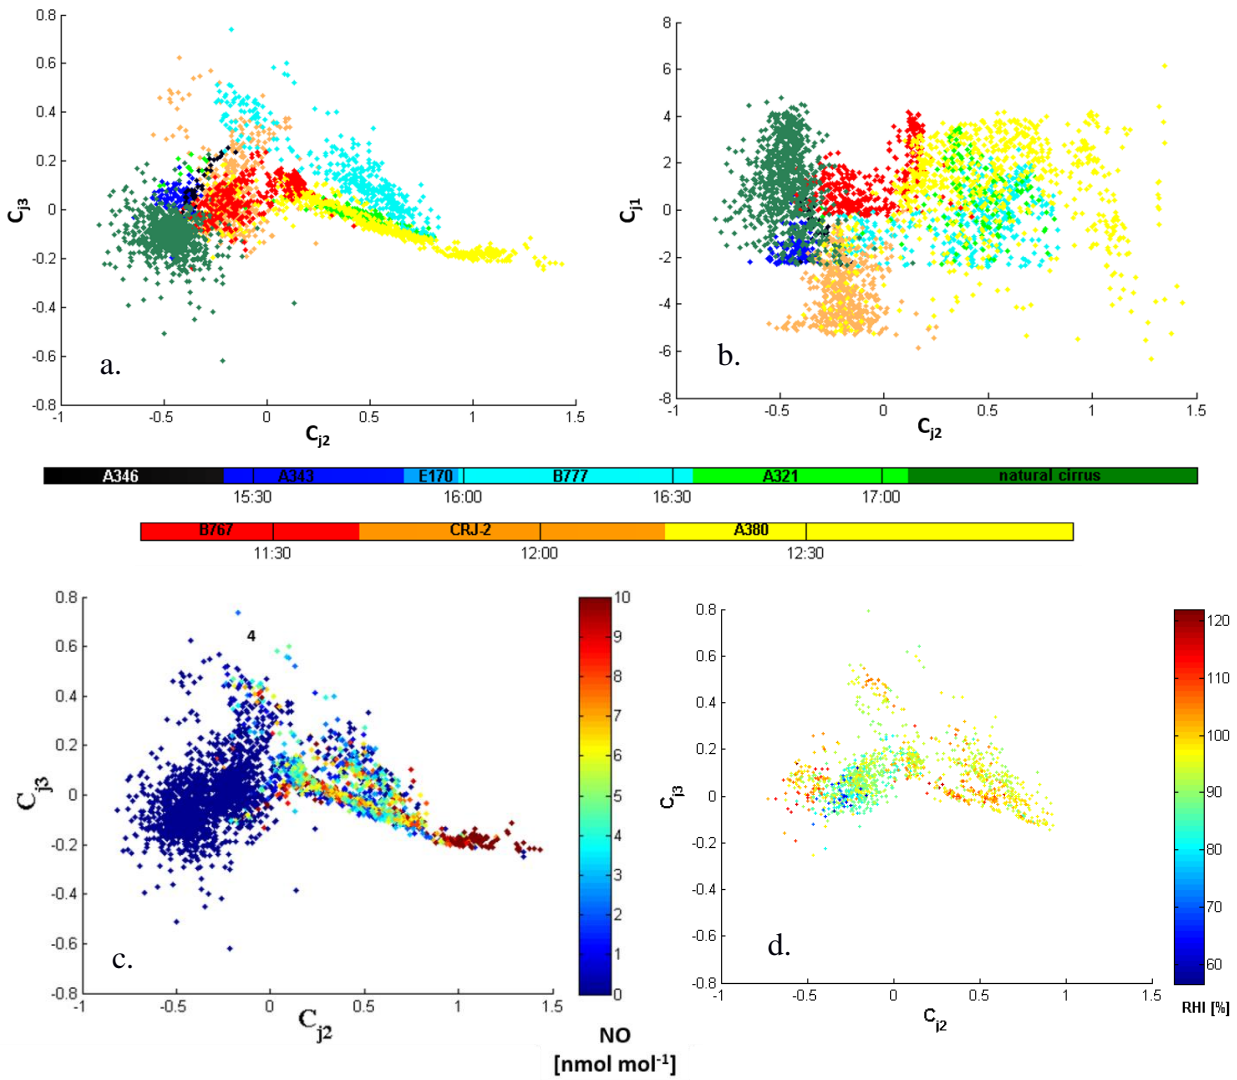 0.8
0.6
0.4
0.2
0
-0.2
-0.4
-0.6
-0.8
Cj3
a.
-1 -0.5 0 0.5 1 1.5
Cj2
8
6
4
2
0
-2
-4
-6
-8
Cj1
b.
-1 -0.5 0 0.5 1 1.5
Cj2
A346 A343 E170 B777 A321 natural cirrus
15:30 16:00 16:30 17:00
B767 CRJ-2 A380
11:30 12:00 12:30
0.8
0.6
0.4
0.2
0
-0.2
-0.4
-0.6
-0.8
Cj3
4
c.
-1 -0.5 0 0.5 1 1.5
Cj2
10
9
8
7
6
5
4
3
2
1
0
NO
[nmol mol-1]
0.8
0.6
0.4
0.2
0
-0.2
-0.4
-0.6
-0.8
Cj3
d.
-1 -0.5 0 0.5 1 1.5
Cj2
120
110
100
90
80
70
60
RHI [%]